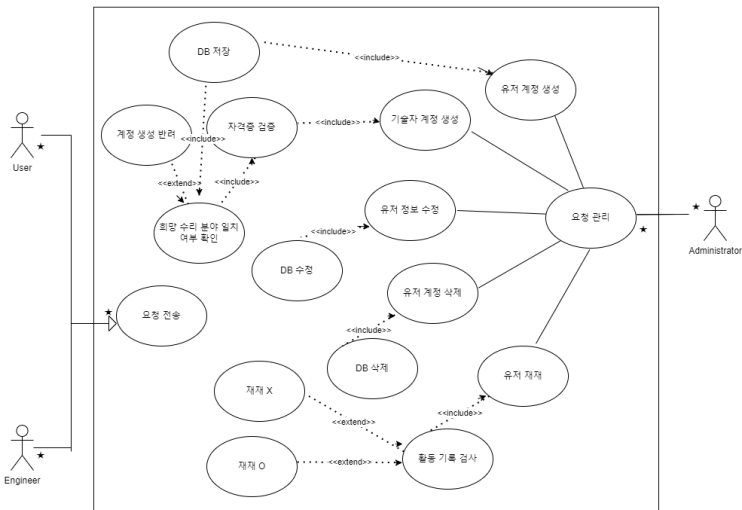 DB 저장
<<include>>
유저 계정 생성
User
계정 생성 반려
<<include>>
자격증 검증
<<include>>
기술자 계정 생성
<<extend>>
<<include>>
희망 수리 분야 일치
여부 확인
유저 정보 수정
<<include>>
DB 수정
요청 관리
Administrator
요청 전송
유저 계정 삭제
<<include>>
DB 삭제
유저 재재
재재 X
<<include>>
<<extend>>
재재 O
<<extend>>
활동 기록 검사
Engineer